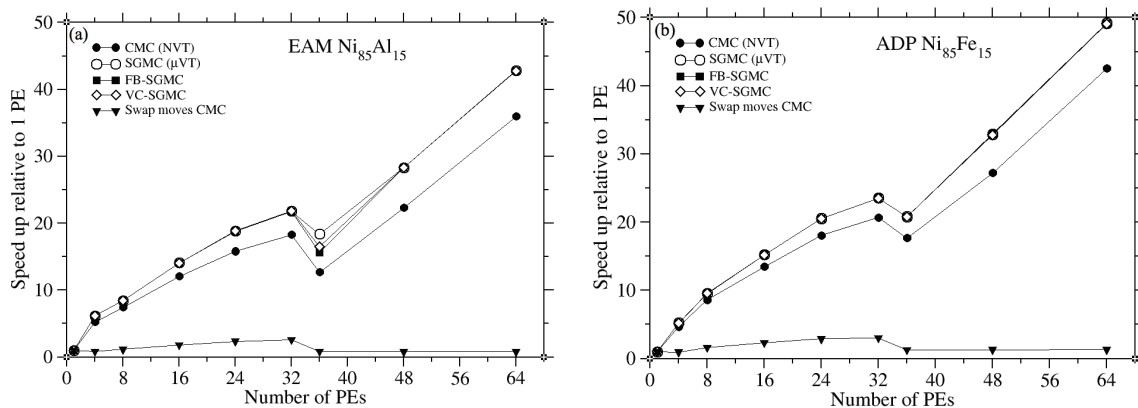 (a)
EAM Ni85Al15
CMC (NVT)
SGMC (μVT)
FB-SGMC
VC-SGMC
Swap moves CMC
Speed up relative to 1 PE
50
40
30
20
10
0
0 8 16 24 32 40 48 56 64
Number of PEs
(b)
ADP Ni85Fe15
CMC (NVT)
SGMC (μVT)
FB-SGMC
VC-SGMC
Swap moves CMC
Speed up relative to 1 PE
50
40
30
20
10
0
0 8 16 24 32 40 48 56 64
Number of PEs